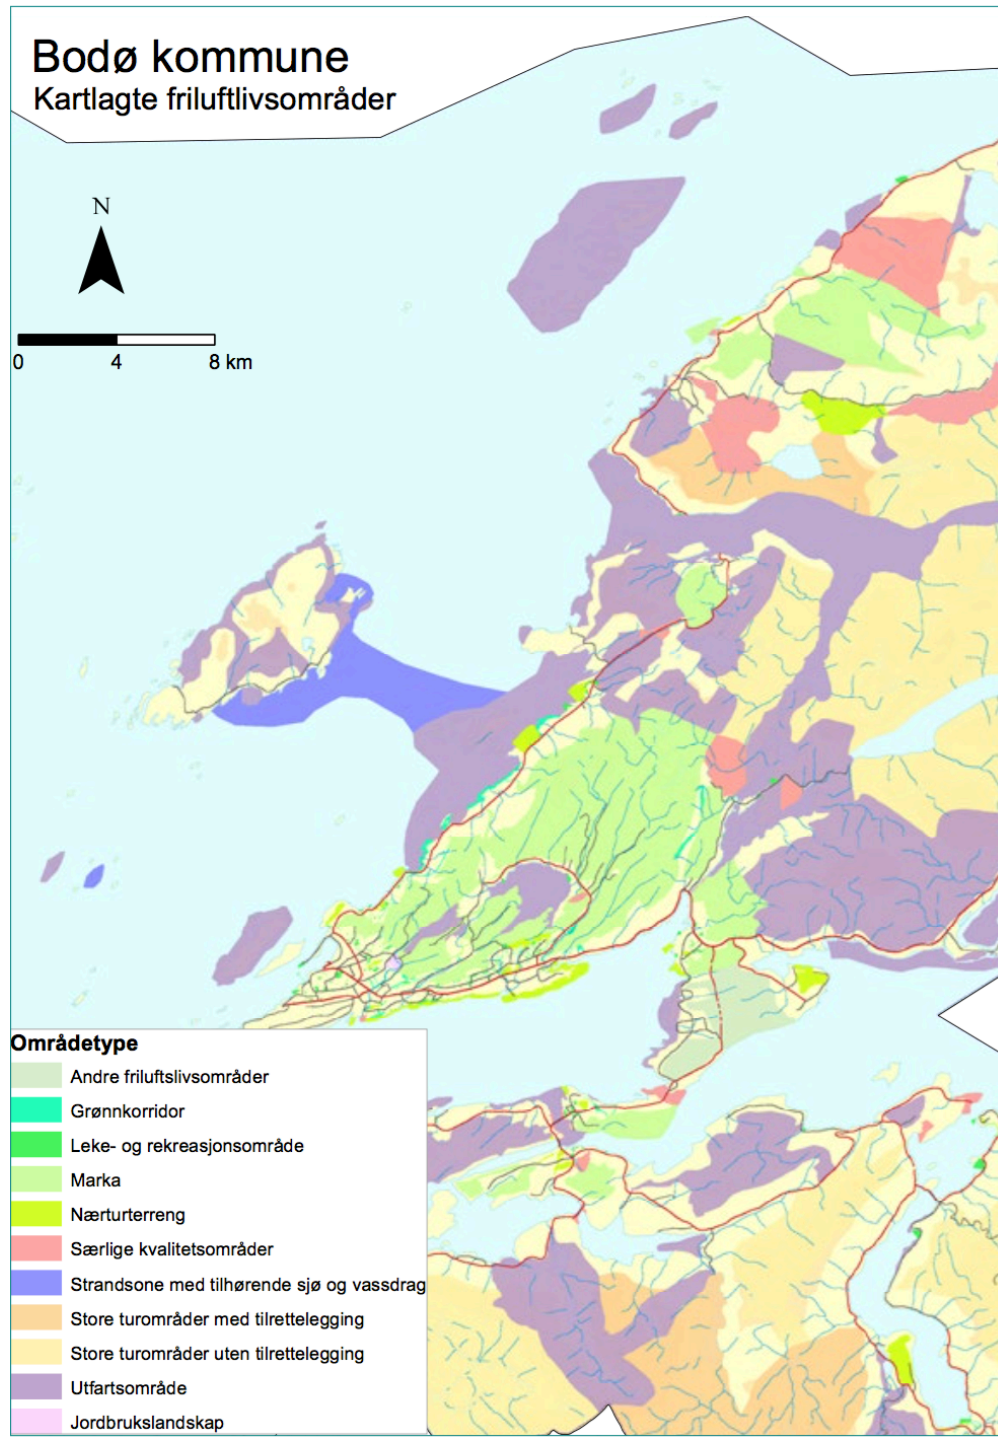 Bodø kommune
Kartlagte friluftlivsområder
N
0 4 8 km
Områdetype
Andre friluftslivsområder
Grønnkorridor
Leke- og rekreasjonsområde
Marka
Nærturterreng
Særlige kvalitetsområder
Strandsone med tilhørende sjø og vassdrag
Store turområder med tilrettelegging
Store turområder uten tilrettelegging
Utfartsområde
Jordbrukslandskap